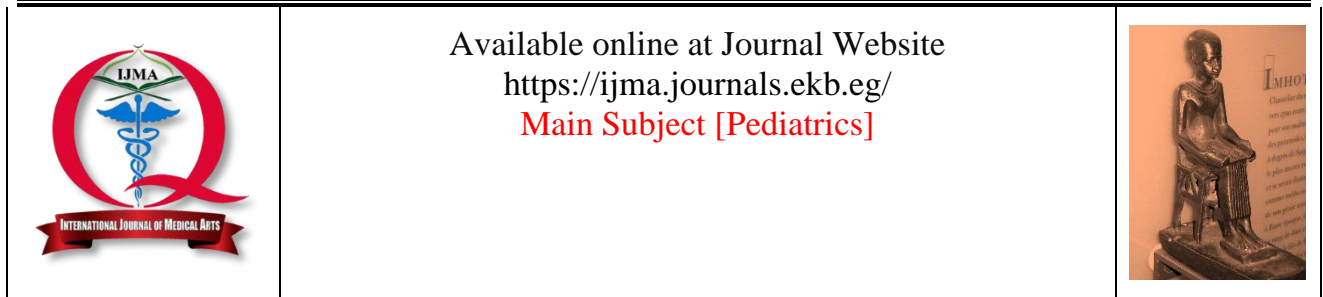 IJMA
INTERNATIONAL JOURNAL OF MEDICAL ARTS
Available online at Journal Website
https://ijma.journals.ekb.eg/
Main Subject [Pediatrics]